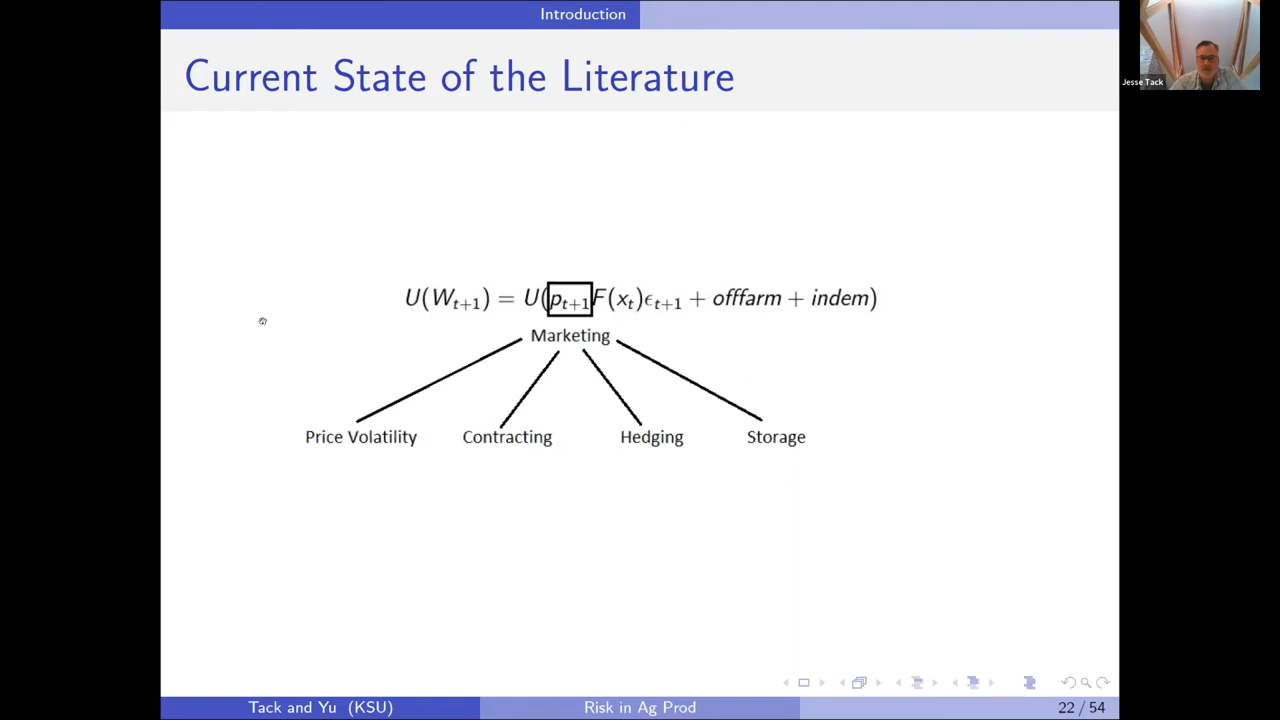 Introduction
Current State of the Literature
Jesse Tack
U(W_{t+1}) = U(p_{t+1}F(x_t)ϵ_{t+1} + offfarm + indem)
Marketing
Price Volatility Contracting Hedging Storage
Tack and Yu (KSU) Risk in Ag Prod 22 / 54